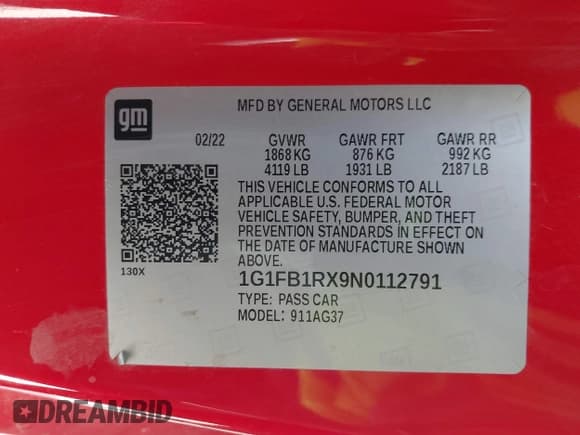 gm
MFD BY GENERAL MOTORS LLC
02/22 GVWR GAWR FRT GAWR RR
1868 KG 876 KG 992 KG
4119 LB 1931 LB 2187 LB
THIS VEHICLE CONFORMS TO ALL
APPLICABLE U.S. FEDERAL MOTOR
VEHICLE SAFETY, BUMPER, AND THEFT
PREVENTION STANDARDS IN EFFECT ON
THE DATE OF MANUFACTURE SHOWN
ABOVE.
130X
1G1FB1RX9N0112791
TYPE: PASS CAR
MODEL: 911AG37
DREAMBID